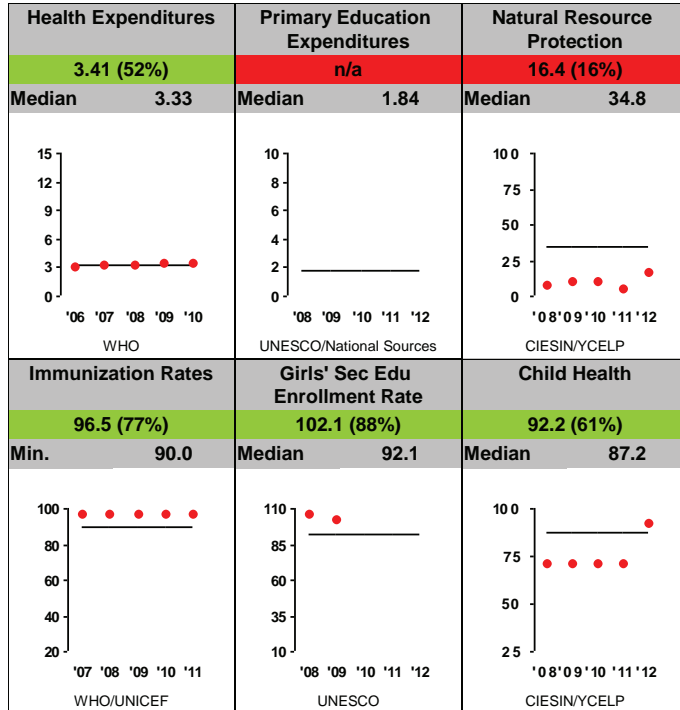 Health Expenditures
3.41 (52%)
Median 3.33
15
12
9
6
3
0
'06 '07 '08 '09 '10
WHO
Primary Education
Expenditures
n/a
Median 1.84
10
8
6
4
2
0
'08 '09 '10 '11 '12
UNESCO/National Sources
Natural Resource
Protection
16.4 (16%)
Median 34.8
100
75
50
25
0
'08 '09 '10 '11 '12
CIESIN/YCELP
Immunization Rates
96.5 (77%)
Min. 90.0
100
80
60
40
20
'07 '08 '09 '10 '11
WHO/UNICEF
Girls' Sec Edu
Enrollment Rate
102.1 (88%)
Median 92.1
110
85
60
35
10
'08 '09 '10 '11 '12
UNESCO
Child Health
92.2 (61%)
Median 87.2
100
75
50
25
'08 '09 '10 '11 '12
CIESIN/YCELP